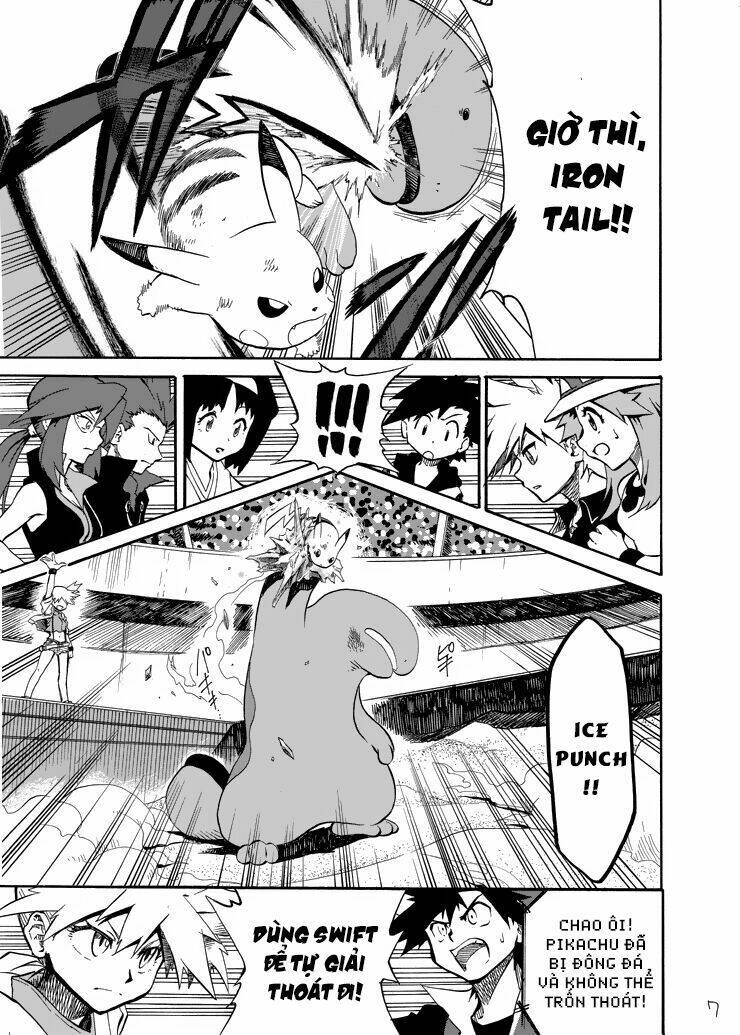 GIỜ THÌ,
IRON
TAIL!!
!!!
ICE
PUNCH
!!
CHAO ÔI!
PIKACHU ĐÃ
BỊ ĐÔNG ĐÁ
VÀ KHÔNG THỂ
TRỐN THOÁT!
DÙNG SWIFT
ĐỂ TỰ GIẢI
THOÁT ĐI!
7